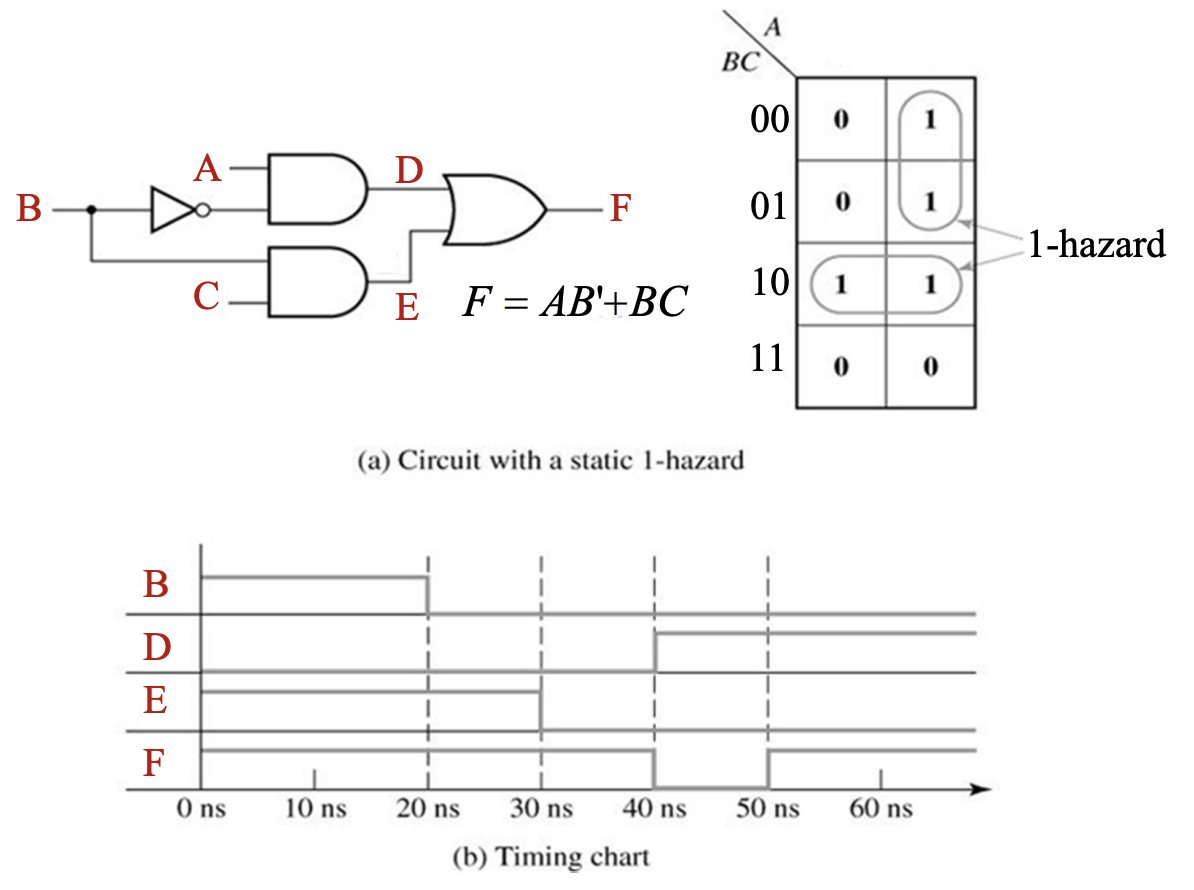 A
BC
00 0 1
A D
B F
01 0 1
1-hazard
C E F = AB'+BC
10 1 1
11 0 0
(a) Circuit with a static 1-hazard
B
D
E
F
0 ns 10 ns 20 ns 30 ns 40 ns 50 ns 60 ns
(b) Timing chart